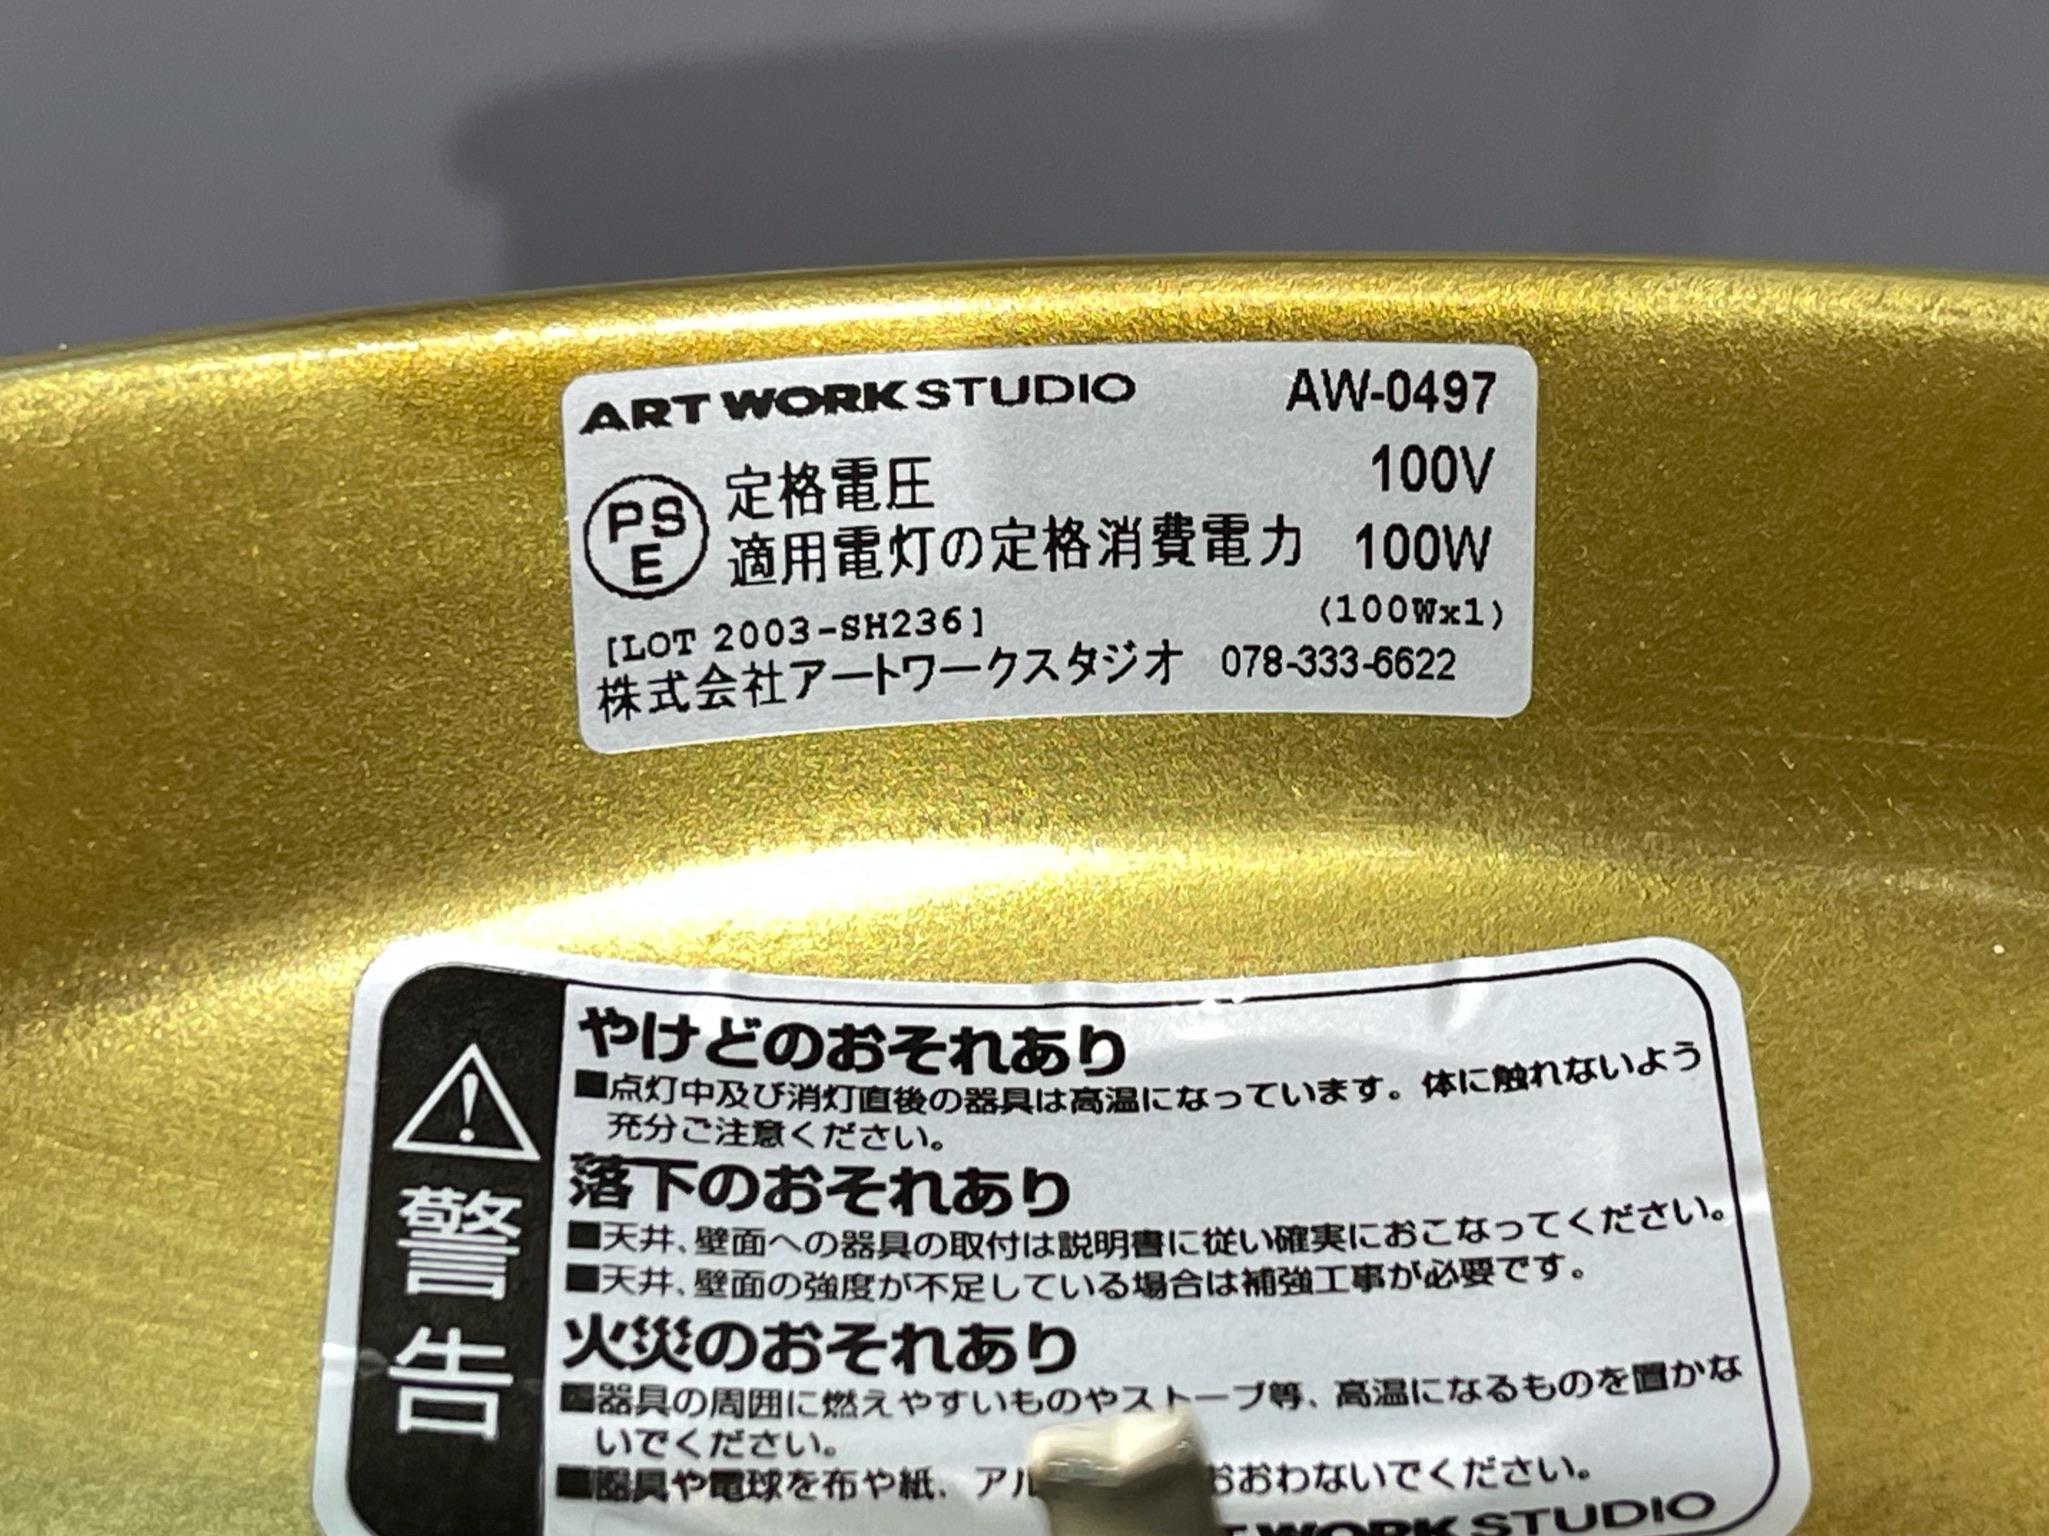 ART WORK STUDIO AW-0497
PSE 定格電圧 100V
適用電灯の定格消費電力 100W
(100Wx1)
[LOT 2003-SH236]
株式会社アートワークスタジオ 078-333-6622
警告
やけどのおそれあり
■点灯中及び消灯直後の器具は高温になっています。体に触れないよう
充分ご注意ください。
落下のおそれあり
■天井、壁面への器具の取付は説明書に従い確実におこなってください。
■天井、壁面の強度が不足している場合は補強工事が必要です。
火災のおそれあり
■器具の周囲に燃えやすいものやストーブ等、高温になるものを置かな
いでください。
■器具や電球を布や紙、アル おおわないでください。
WORK STUDIO